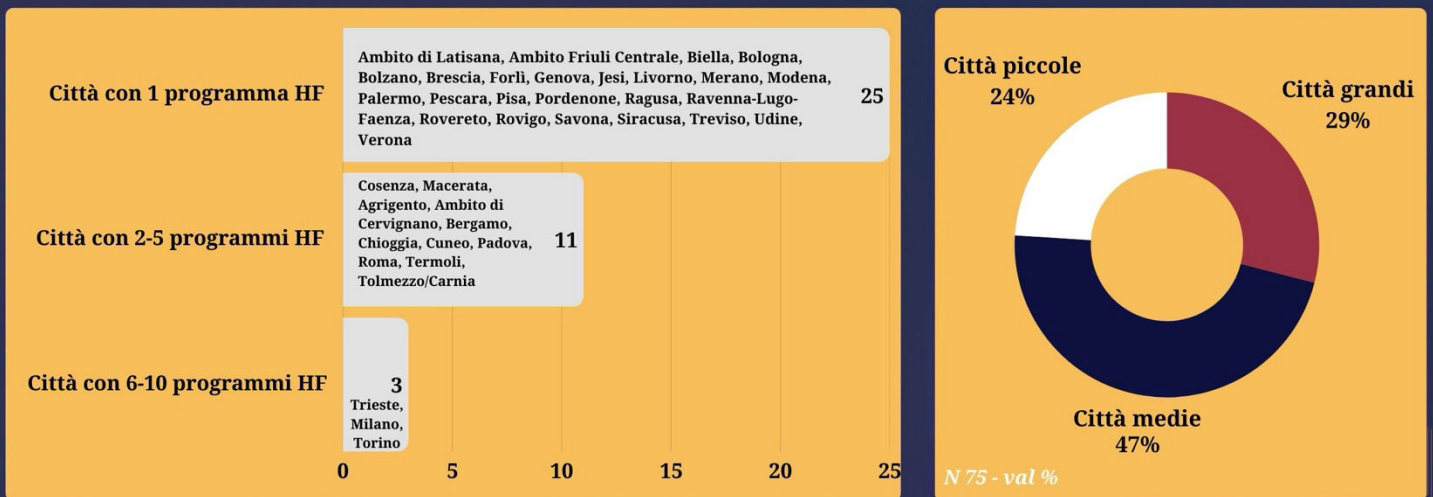 Città con 1 programma HF
Ambito di Latisana, Ambito Friuli Centrale, Biella, Bologna,
Bolzano, Brescia, Forlì, Genova, Jesi, Livorno, Merano, Modena,
Palermo, Pescara, Pisa, Pordenone, Ragusa, Ravenna-Lugo-
Faenza, Rovereto, Rovigo, Savona, Siracusa, Treviso, Udine,
Verona
25
Città con 2-5 programmi HF
Cosenza, Macerata,
Agrigento, Ambito di
Cervignano, Bergamo,
Chioggia, Cuneo, Padova,
Roma, Termoli,
Tolmezzo/Carnia
11
Città con 6-10 programmi HF
3
Trieste,
Milano,
Torino
0 5 10 15 20 25
Città piccole
24%
Città grandi
29%
Città medie
47%
N 75 - val %